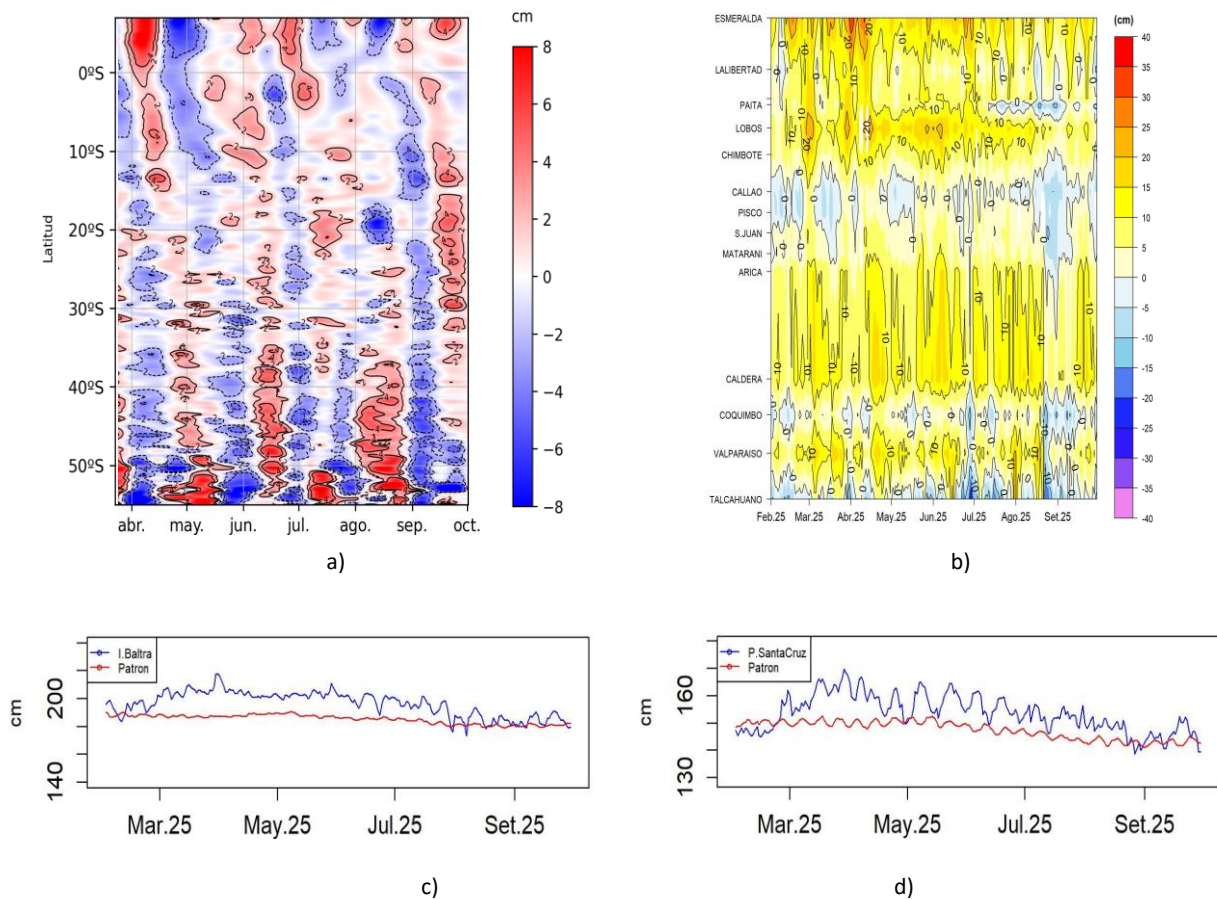 cm
0ºS
10ºS
20ºS
30ºS
40ºS
50ºS
Latitud
abr. may. jun. jul. ago. sep. oct.
8
6
4
2
0
−2
−4
−6
−8
a)
ESMERALDA
LALIBERTAD
PAITA
LOBOS
CHIMBOTE
CALLAO
PISCO
S.JUAN
MATARANI
ARICA
CALDERA
COQUIMBO
VALPARAISO
TALCAHUANO
Feb.25 Mar.25 Abr.25 May.25 Jun.25 Jul.25 Ago.25 Set.25
(cm)
40
35
30
25
20
15
10
5
0
-5
-10
-15
-20
-25
-30
-35
-40
b)
I.Baltra
Patron
cm
200
140
Mar.25 May.25 Jul.25 Set.25
c)
P.SantaCruz
Patron
cm
160
130
Mar.25 May.25 Jul.25 Set.25
d)